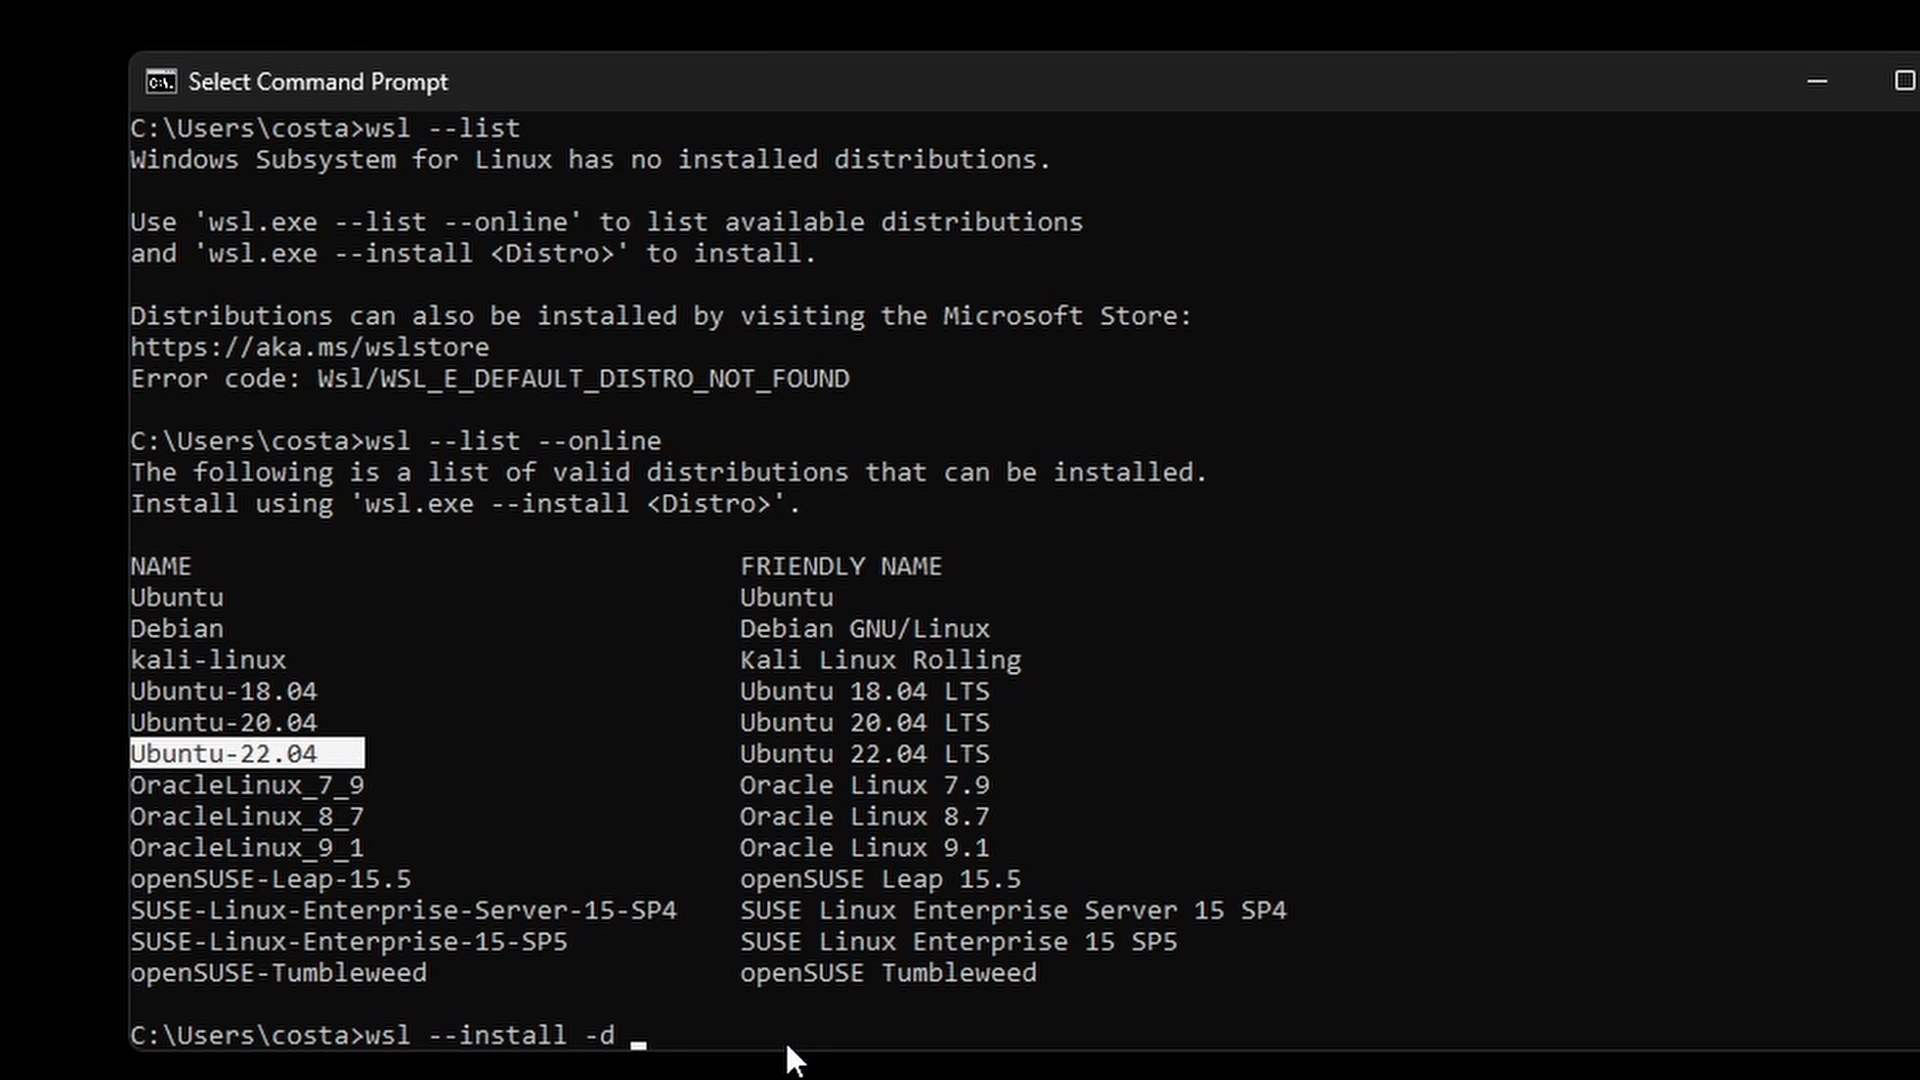 Select Command Prompt
C:\Users\costa>wsl --list
Windows Subsystem for Linux has no installed distributions.
Use 'wsl.exe --list --online' to list available distributions
and 'wsl.exe --install <Distro>' to install.
Distributions can also be installed by visiting the Microsoft Store:
https://aka.ms/wslstore
Error code: Wsl/WSL_E_DEFAULT_DISTRO_NOT_FOUND
C:\Users\costa>wsl --list --online
The following is a list of valid distributions that can be installed.
Install using 'wsl.exe --install <Distro>'.
NAME FRIENDLY NAME
Ubuntu Ubuntu
Debian Debian GNU/Linux
kali-linux Kali Linux Rolling
Ubuntu-18.04 Ubuntu 18.04 LTS
Ubuntu-20.04 Ubuntu 20.04 LTS
Ubuntu-22.04 Ubuntu 22.04 LTS
OracleLinux_7_9 Oracle Linux 7.9
OracleLinux_8_7 Oracle Linux 8.7
OracleLinux_9_1 Oracle Linux 9.1
openSUSE-Leap-15.5 openSUSE Leap 15.5
SUSE-Linux-Enterprise-Server-15-SP4 SUSE Linux Enterprise Server 15 SP4
SUSE-Linux-Enterprise-15-SP5 SUSE Linux Enterprise 15 SP5
openSUSE-Tumbleweed openSUSE Tumbleweed
C:\Users\costa>wsl --install -d